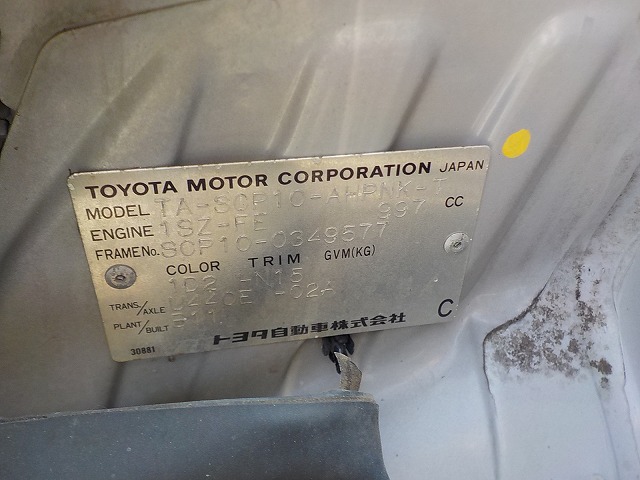 TOYOTA MOTOR CORPORATION JAPAN
MODEL TA-SCP10-AHPNK-T
ENGINE 1SZ-FE 997 CC
FRAME No. SCP10-0349577
COLOR TRIM GVM(KG)
1C2 -N15
TRANS./AXLE U440E -02A
PLANT/BUILT
トヨタ自動車株式会社 C
30881